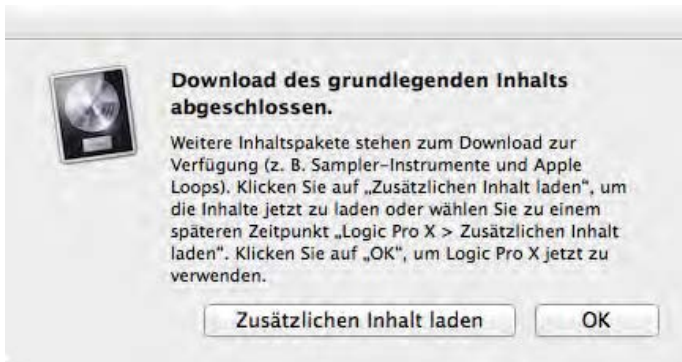 Download des grundlegenden Inhalts
abgeschlossen.
Weitere Inhaltspakete stehen zum Download zur
Verfügung (z. B. Sampler-Instrumente und Apple
Loops). Klicken Sie auf „Zusätzlichen Inhalt laden“, um
die Inhalte jetzt zu laden oder wählen Sie zu einem
späteren Zeitpunkt „Logic Pro X > Zusätzlichen Inhalt
laden“. Klicken Sie auf „OK“, um Logic Pro X jetzt zu
verwenden.
Zusätzlichen Inhalt laden OK